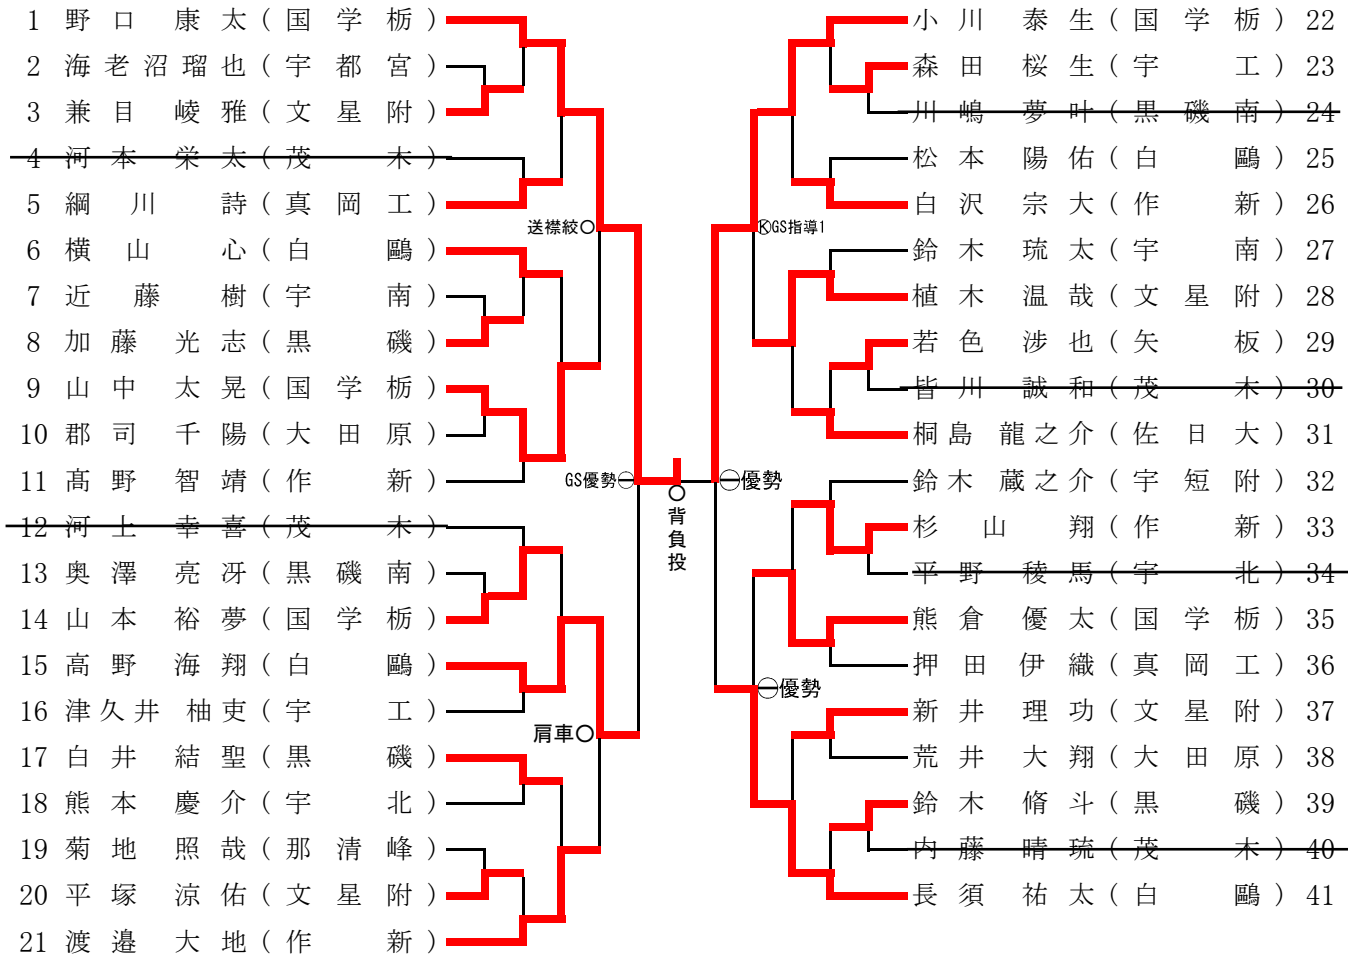 1 野口 康太(国学栃)
2 海老沼瑠也(宇都宮)
3 兼目 崚雅(文星附)
4 河本 栄太(茂木)
5 綱川 詩(真岡工)
送襟絞○
6 横山 心(白鷗)
7 近藤 樹(宇南)
8 加藤 光志(黒磯)
9 山中 太晃(国学栃)
10 郡司 千陽(大田原)
11 髙野 智靖(作新)
GS優勢○
12 河上 幸喜(茂木)
13 奥澤 亮冴(黒磯南)
14 山本 裕夢(国学栃)
15 高野 海翔(白鷗)
16 津久井 柚吏(宇工)
肩車○
17 白井 結聖(黒磯)
18 熊本 慶介(宇北)
19 菊地 照哉(那清峰)
20 平塚 涼佑(文星附)
21 渡邉 大地(作新)
○
背負投
小川 泰生(国学栃) 22
森田 桜生(宇工) 23
川嶋 夢叶(黒磯南) 24
松本 陽佑(白鷗) 25
白沢 宗大(作新) 26
ⓀGS指導1
鈴木 琉太(宇南) 27
植木 温哉(文星附) 28
若色 渉也(矢板) 29
皆川 誠和(茂木) 30
桐島 龍之介(佐日大) 31
○優勢
鈴木 蔵之介(宇短附) 32
杉山 翔(作新) 33
平野 稜馬(宇北) 34
熊倉 優太(国学栃) 35
押田 伊織(真岡工) 36
○優勢
新井 理功(文星附) 37
荒井 大翔(大田原) 38
鈴木 脩斗(黒磯) 39
内藤 晴琉(茂木) 40
長須 祐太(白鷗) 41